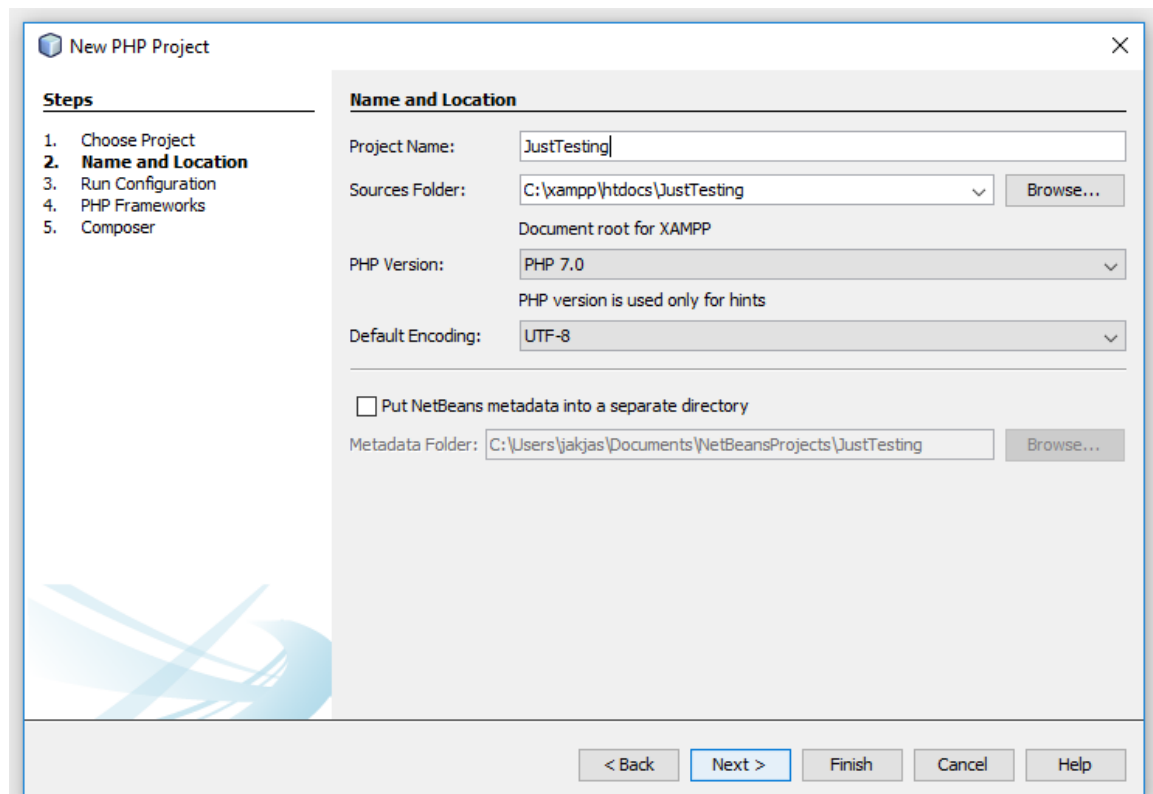 New PHP Project
Steps
1. Choose Project
2. Name and Location
3. Run Configuration
4. PHP Frameworks
5. Composer
Name and Location
Project Name: JustTesting
Sources Folder: C:\xampp\htdocs\JustTesting Browse...
Document root for XAMPP
PHP Version: PHP 7.0
PHP version is used only for hints
Default Encoding: UTF-8
Put NetBeans metadata into a separate directory
Metadata Folder: C:\Users\jakjas\Documents\NetBeansProjects\JustTesting Browse...
< Back Next > Finish Cancel Help